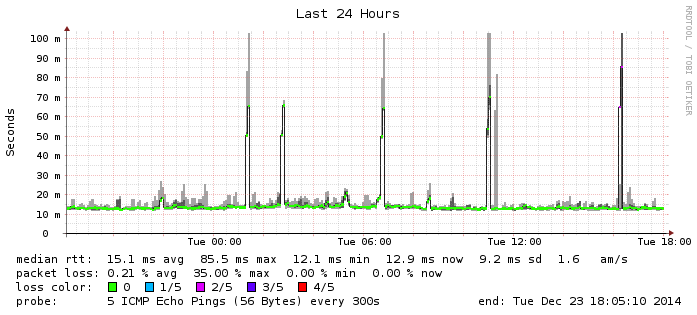 Last 24 Hours
RRDTOOL / TOBI OETIKER
Seconds
100 m
90 m
80 m
70 m
60 m
50 m
40 m
30 m
20 m
10 m
0
Tue 00:00 Tue 06:00 Tue 12:00 Tue 18:00
median rtt: 15.1 ms avg 85.5 ms max 12.1 ms min 12.9 ms now 9.2 ms sd 1.6 am/s
packet loss: 0.21 % avg 35.00 % max 0.00 % min 0.00 % now
loss color: 0 1/5 2/5 3/5 4/5
probe: 5 ICMP Echo Pings (56 Bytes) every 300s end: Tue Dec 23 18:05:10 2014